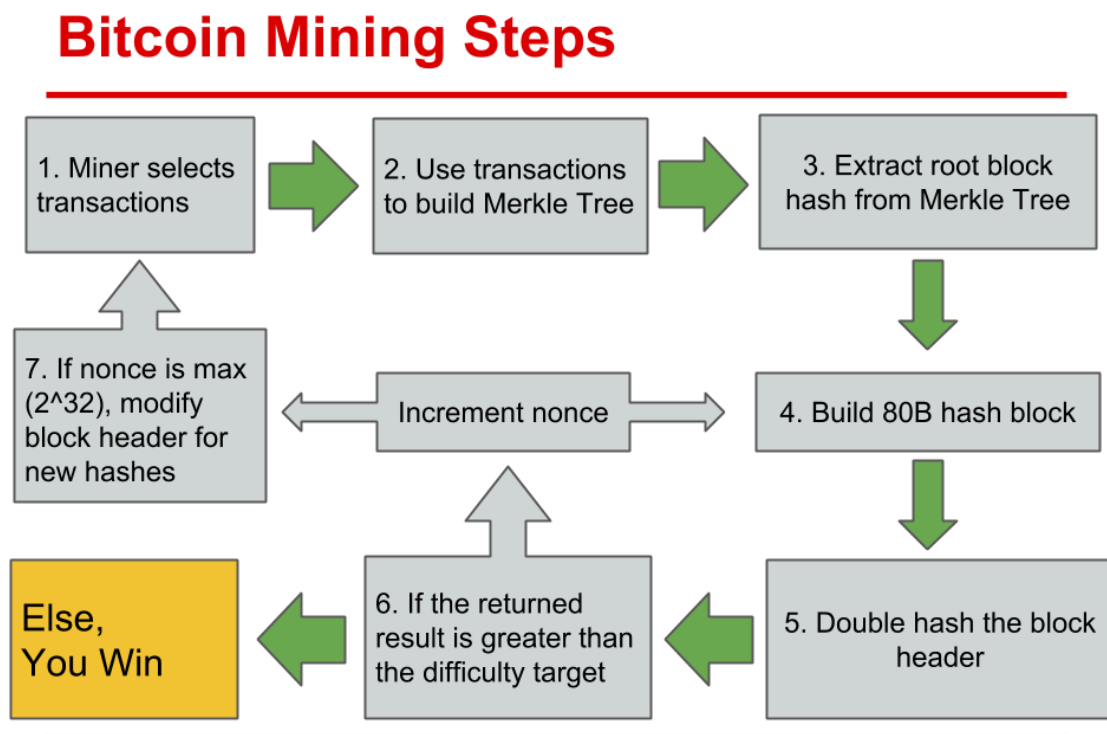 Bitcoin Mining Steps
1. Miner selects
transactions
2. Use transactions
to build Merkle Tree
3. Extract root block
hash from Merkle Tree
7. If nonce is max
(2^32), modify
block header for
new hashes
Increment nonce
4. Build 80B hash block
Else,
You Win
6. If the returned
result is greater than
the difficulty target
5. Double hash the block
header